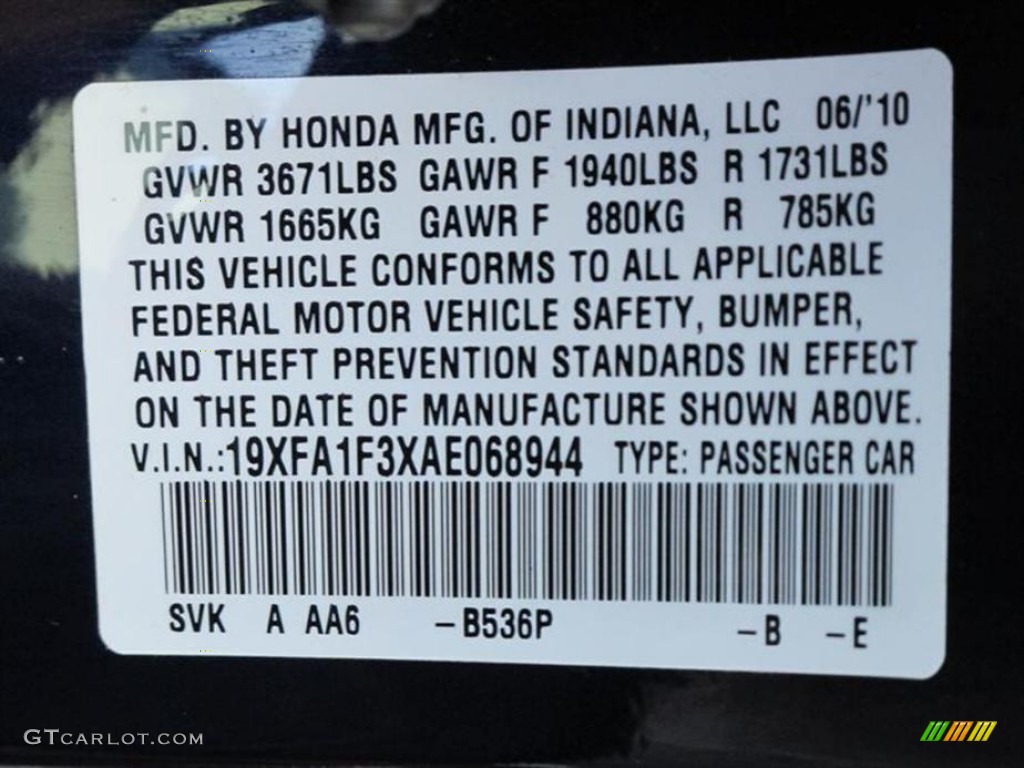 MFD. BY HONDA MFG. OF INDIANA, LLC 06/'10
GVWR 3671LBS GAWR F 1940LBS R 1731LBS
GVWR 1665KG GAWR F 880KG R 785KG
THIS VEHICLE CONFORMS TO ALL APPLICABLE
FEDERAL MOTOR VEHICLE SAFETY, BUMPER,
AND THEFT PREVENTION STANDARDS IN EFFECT
ON THE DATE OF MANUFACTURE SHOWN ABOVE.
V.I.N.:19XFA1F3XAE068944 TYPE: PASSENGER CAR
SVK A AA6 -B536P -B -E
GTCARLOT.COM